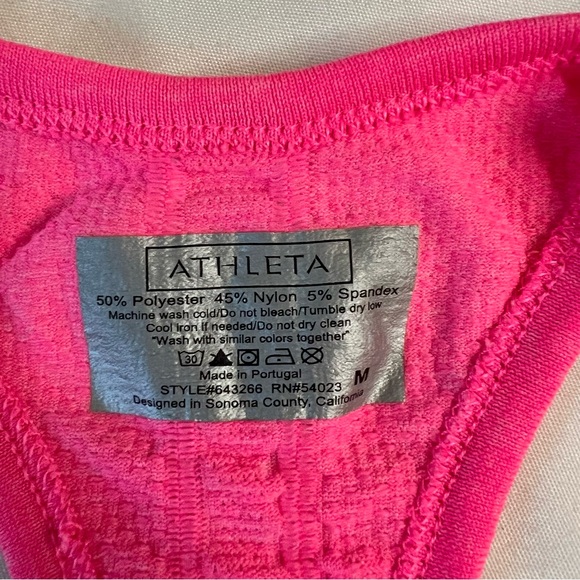 ATHLETA
50% Polyester 45% Nylon 5% Spandex
Machine wash cold/Do not bleach/Tumble dry low
Cool iron if needed/Do not dry clean
"Wash with similar colors together"
30
Made in Portugal
STYLE#643266 RN#54023 M
Designed in Sonoma County, California